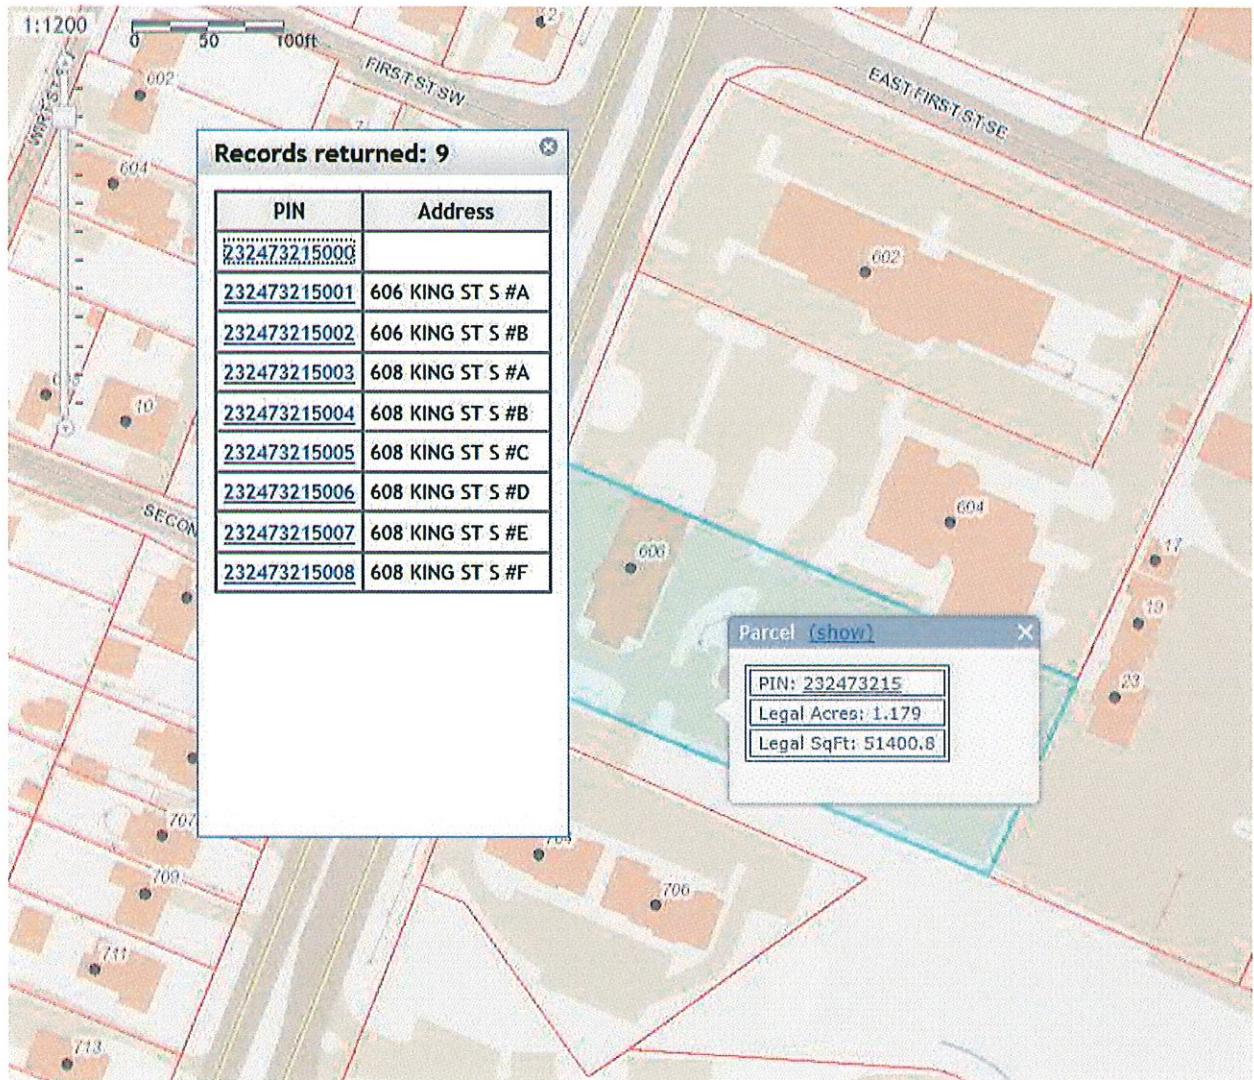 1:1200
0 50 100ft
FIRST ST SW
EAST FIRST ST SE
602
604
Records returned: 9
PIN Address
232473215000
232473215001 606 KING ST S #A
232473215002 606 KING ST S #B
232473215003 608 KING ST S #A
232473215004 608 KING ST S #B
232473215005 608 KING ST S #C
232473215006 608 KING ST S #D
232473215007 608 KING ST S #E
232473215008 608 KING ST S #F
602
10
SECON
604
606
17
19
23
Parcel (show)
PIN: 232473215
Legal Acres: 1.179
Legal SqFt: 51400.8
707
709
711
713
704
706